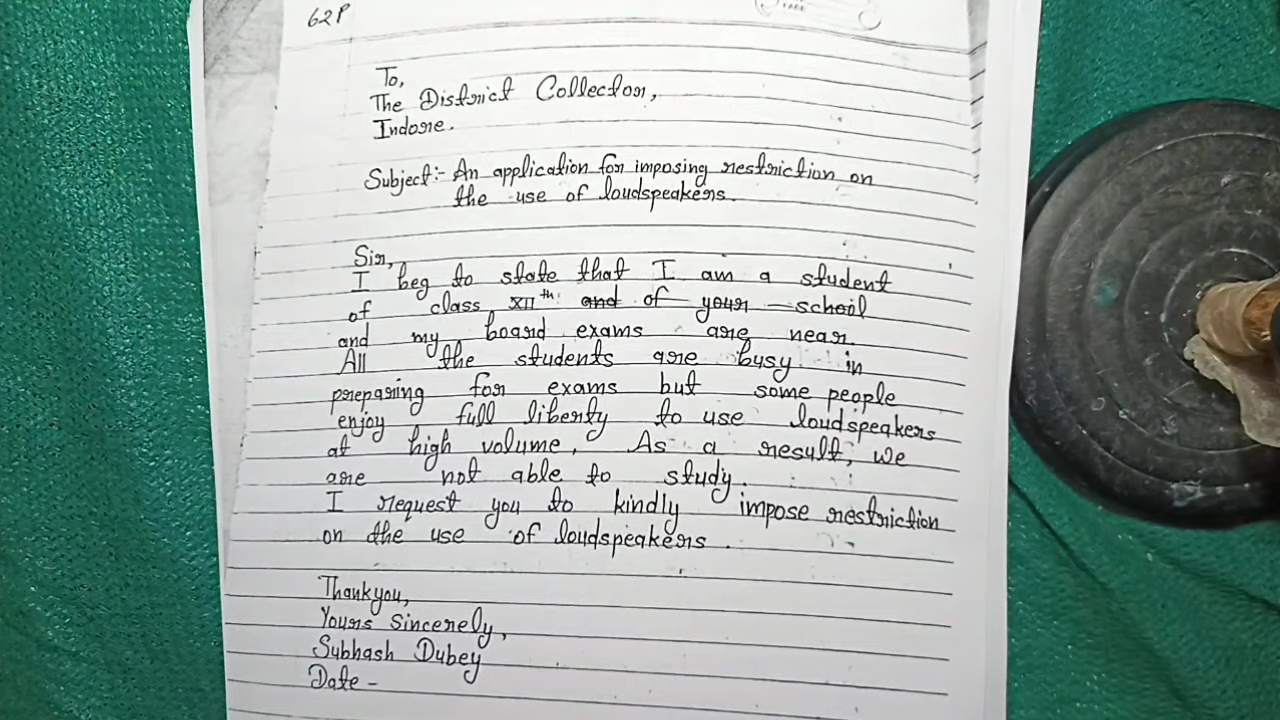 62P
To,
The District Collector,
Indore.
Subject:- An application for imposing restriction on
the use of loudspeakers.
Sir,
I beg to state that I am a student
of class XII th and of your school
and my board exams are near.
All the students are busy in
preparing for exams but some people
enjoy full liberty to use loudspeakers
at high volume. As a result, we
are not able to study.
I request you to kindly impose restriction
on the use of loudspeakers.
Thankyou,
Yours Sincerely,
Subhash Dubey
Date -